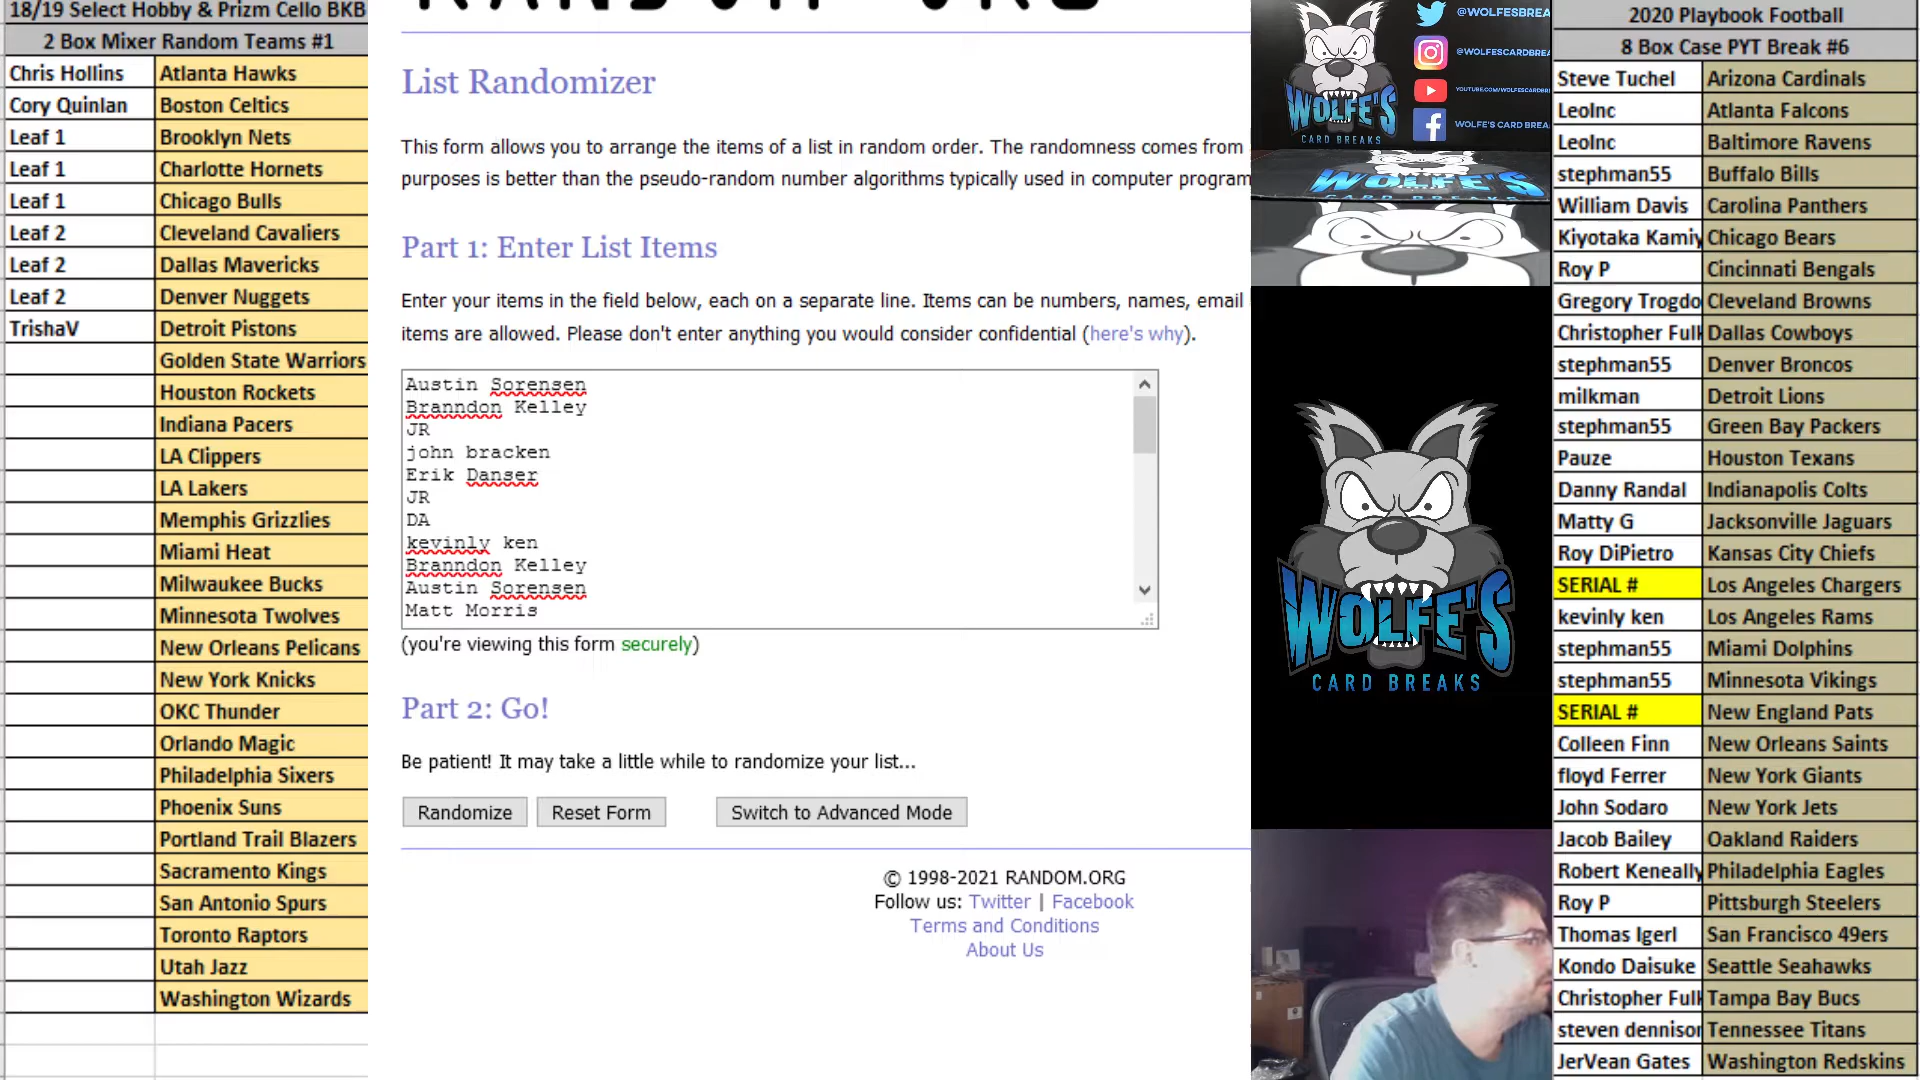 18/19 Select Hobby & Prizm Cello BKB
2 Box Mixer Random Teams #1
Chris Hollins Atlanta Hawks
Cory Quinlan Boston Celtics
Leaf 1 Brooklyn Nets
Leaf 1 Charlotte Hornets
Leaf 1 Chicago Bulls
Leaf 2 Cleveland Cavaliers
Leaf 2 Dallas Mavericks
Leaf 2 Denver Nuggets
TrishaV Detroit Pistons
Golden State Warriors
Houston Rockets
Indiana Pacers
LA Clippers
LA Lakers
Memphis Grizzlies
Miami Heat
Milwaukee Bucks
Minnesota Twolves
New Orleans Pelicans
New York Knicks
OKC Thunder
Orlando Magic
Philadelphia Sixers
Phoenix Suns
Portland Trail Blazers
Sacramento Kings
San Antonio Spurs
Toronto Raptors
Utah Jazz
Washington Wizards
List Randomizer
This form allows you to arrange the items of a list in random order. The randomness comes from
purposes is better than the pseudo-random number algorithms typically used in computer program
Part 1: Enter List Items
Enter your items in the field below, each on a separate line. Items can be numbers, names, email
items are allowed. Please don't enter anything you would consider confidential (here's why).
Austin Sorensen
Branndon Kelley
JR
john bracken
Erik Danser
JR
DA
kevinly ken
Branndon Kelley
Austin Sorensen
Matt Morris
(you're viewing this form securely)
Part 2: Go!
Be patient! It may take a little while to randomize your list...
Randomize Reset Form Switch to Advanced Mode
© 1998-2021 RANDOM.ORG
Follow us: Twitter | Facebook
Terms and Conditions
About Us
WOLFE'S
CARD BREAKS
@WOLFESBREA
@WOLFESCARDBRE
YOUTUBE.COM/WOLFESCARDBRE
WOLFE'S CARD BREA
WOLFE'S
WOLFE'S
CARD BREAKS
2020 Playbook Football
8 Box Case PYT Break #6
Steve Tuchel Arizona Cardinals
LeoInc Atlanta Falcons
LeoInc Baltimore Ravens
stephman55 Buffalo Bills
William Davis Carolina Panthers
Kiyotaka Kamiy Chicago Bears
Roy P Cincinnati Bengals
Gregory Trogdo Cleveland Browns
Christopher Fulk Dallas Cowboys
stephman55 Denver Broncos
milkman Detroit Lions
stephman55 Green Bay Packers
Pauze Houston Texans
Danny Randal Indianapolis Colts
Matty G Jacksonville Jaguars
Roy DiPietro Kansas City Chiefs
SERIAL # Los Angeles Chargers
kevinly ken Los Angeles Rams
stephman55 Miami Dolphins
stephman55 Minnesota Vikings
SERIAL # New England Pats
Colleen Finn New Orleans Saints
floyd Ferrer New York Giants
John Sodaro New York Jets
Jacob Bailey Oakland Raiders
Robert Keneally Philadelphia Eagles
Roy P Pittsburgh Steelers
Thomas Igerl San Francisco 49ers
Kondo Daisuke Seattle Seahawks
Christopher Fulk Tampa Bay Bucs
steven dennison Tennessee Titans
JerVean Gates Washington Redskins